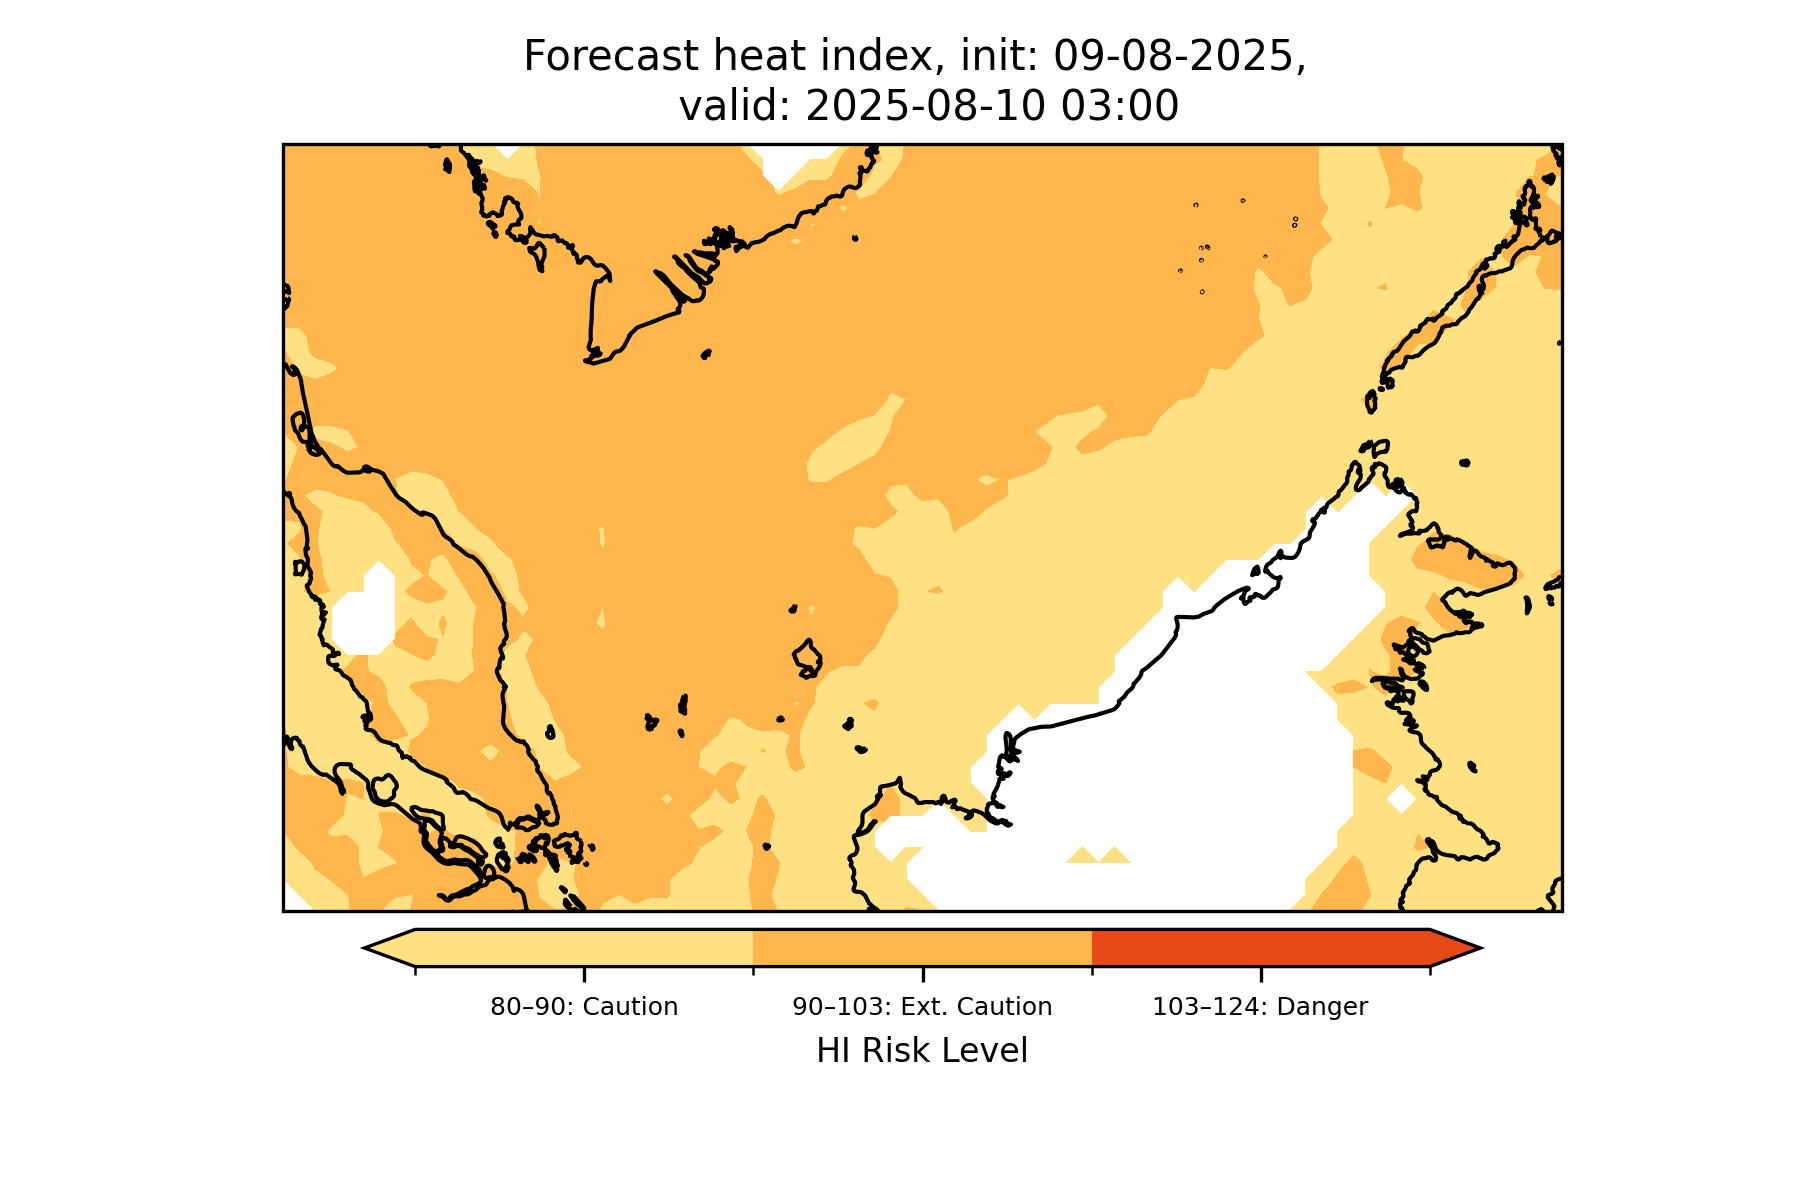 Forecast heat index, init: 09-08-2025,
valid: 2025-08-10 03:00
80–90: Caution
90–103: Ext. Caution
103–124: Danger
HI Risk Level